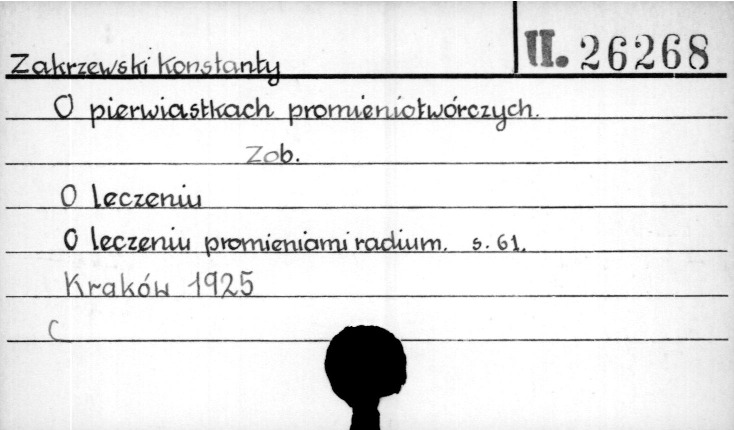 II. 26268
Zakrzewski Konstanty
O pierwiastkach promieniotwórczych.
Zob.
O leczeniu
O leczeniu promieniami radium. s. 61.
Kraków 1925
C